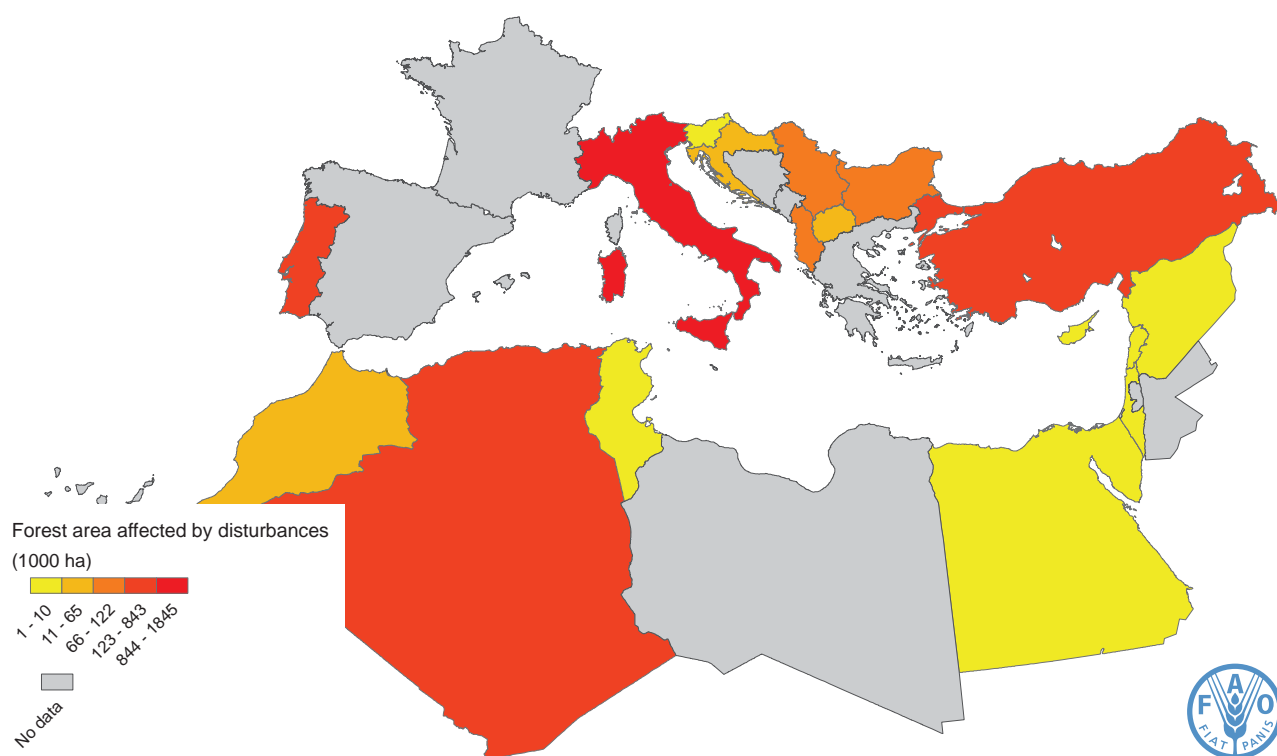 Forest area affected by disturbances
(1000 ha)
1 - 10
11 - 65
66 - 122
123 - 843
844 - 1845
No data
F A O
FIAT PANIS